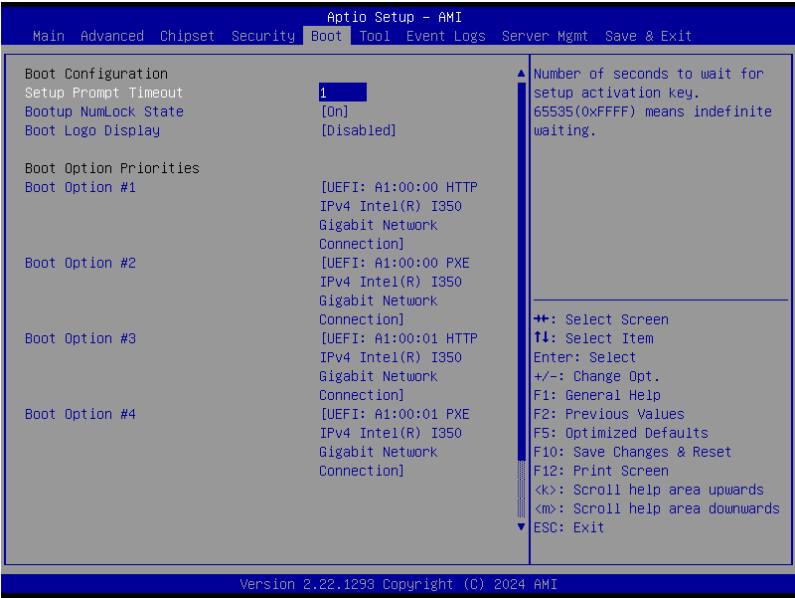 Aptio Setup – AMI
Main Advanced Chipset Security Boot Tool Event Logs Server Mgmt Save & Exit
Boot Configuration
Setup Prompt Timeout 1
Bootup NumLock State [On]
Boot Logo Display [Disabled]
Boot Option Priorities
Boot Option #1 [UEFI: A1:00:00 HTTP
IPv4 Intel(R) I350
Gigabit Network
Connection]
Boot Option #2 [UEFI: A1:00:00 PXE
IPv4 Intel(R) I350
Gigabit Network
Connection]
Boot Option #3 [UEFI: A1:00:01 HTTP
IPv4 Intel(R) I350
Gigabit Network
Connection]
Boot Option #4 [UEFI: A1:00:01 PXE
IPv4 Intel(R) I350
Gigabit Network
Connection]
Number of seconds to wait for
setup activation key.
65535(0xFFFF) means indefinite
waiting.
→←: Select Screen
↑↓: Select Item
Enter: Select
+/-: Change Opt.
F1: General Help
F2: Previous Values
F5: Optimized Defaults
F10: Save Changes & Reset
F12: Print Screen
<k>: Scroll help area upwards
<m>: Scroll help area downwards
ESC: Exit
Version 2.22.1293 Copyright (C) 2024 AMI